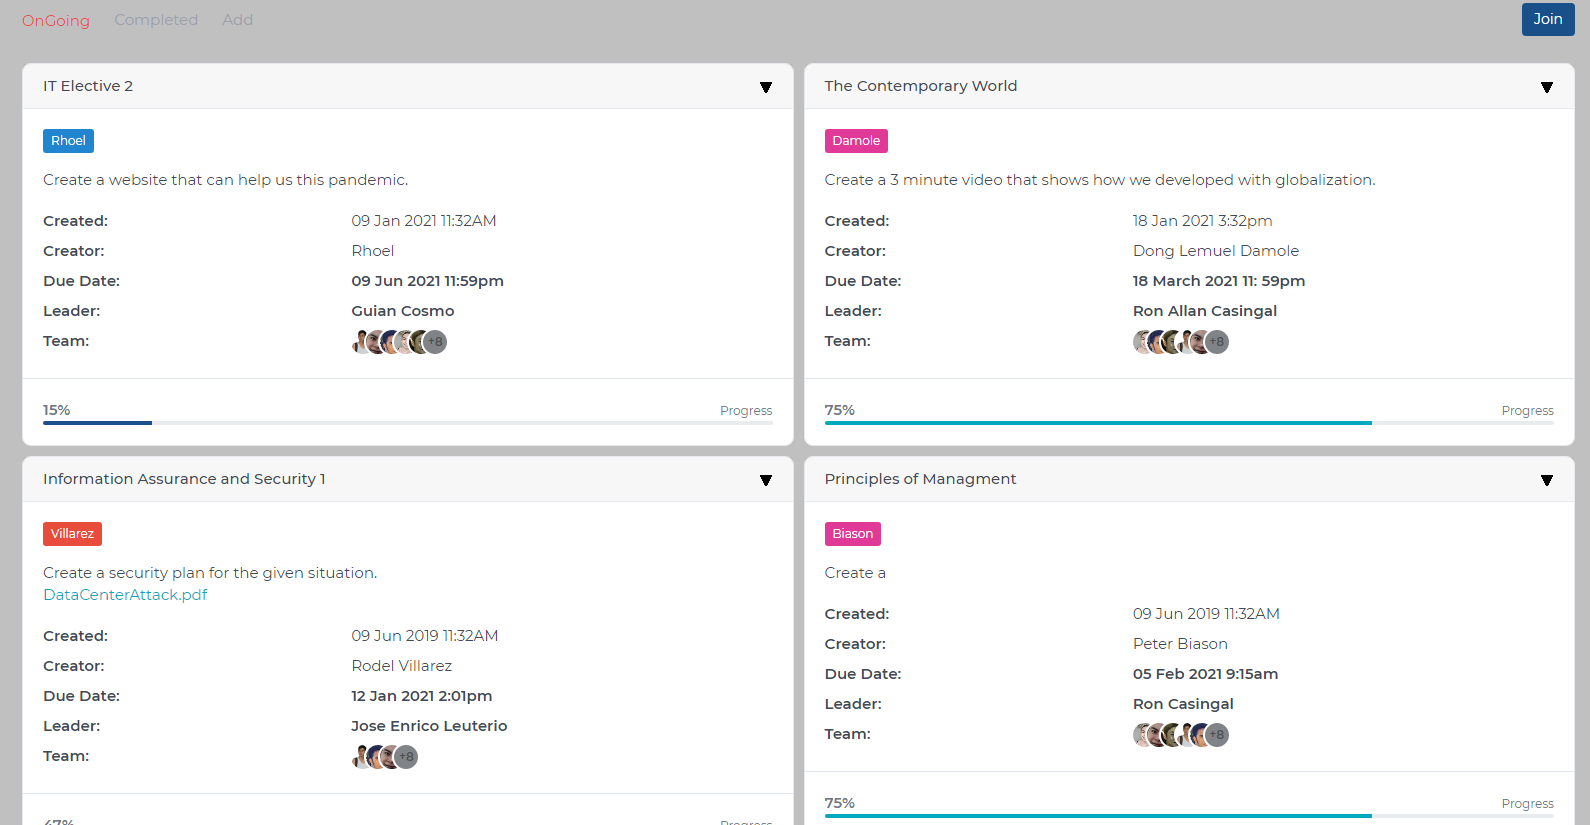 OnGoing Completed Add Join
IT Elective 2
Rhoel
Create a website that can help us this pandemic.
Created: 09 Jan 2021 11:32AM
Creator: Rhoel
Due Date: 09 Jun 2021 11:59pm
Leader: Guian Cosmo
Team: +8
15% Progress
The Contemporary World
Damole
Create a 3 minute video that shows how we developed with globalization.
Created: 18 Jan 2021 3:32pm
Creator: Dong Lemuel Damole
Due Date: 18 March 2021 11: 59pm
Leader: Ron Allan Casingal
Team: +8
75% Progress
Information Assurance and Security 1
Villarez
Create a security plan for the given situation.
DataCenterAttack.pdf
Created: 09 Jun 2019 11:32AM
Creator: Rodel Villarez
Due Date: 12 Jan 2021 2:01pm
Leader: Jose Enrico Leuterio
Team: +8
47% Progress
Principles of Managment
Biason
Create a
Created: 09 Jun 2019 11:32AM
Creator: Peter Biason
Due Date: 05 Feb 2021 9:15am
Leader: Ron Casingal
Team: +8
75% Progress